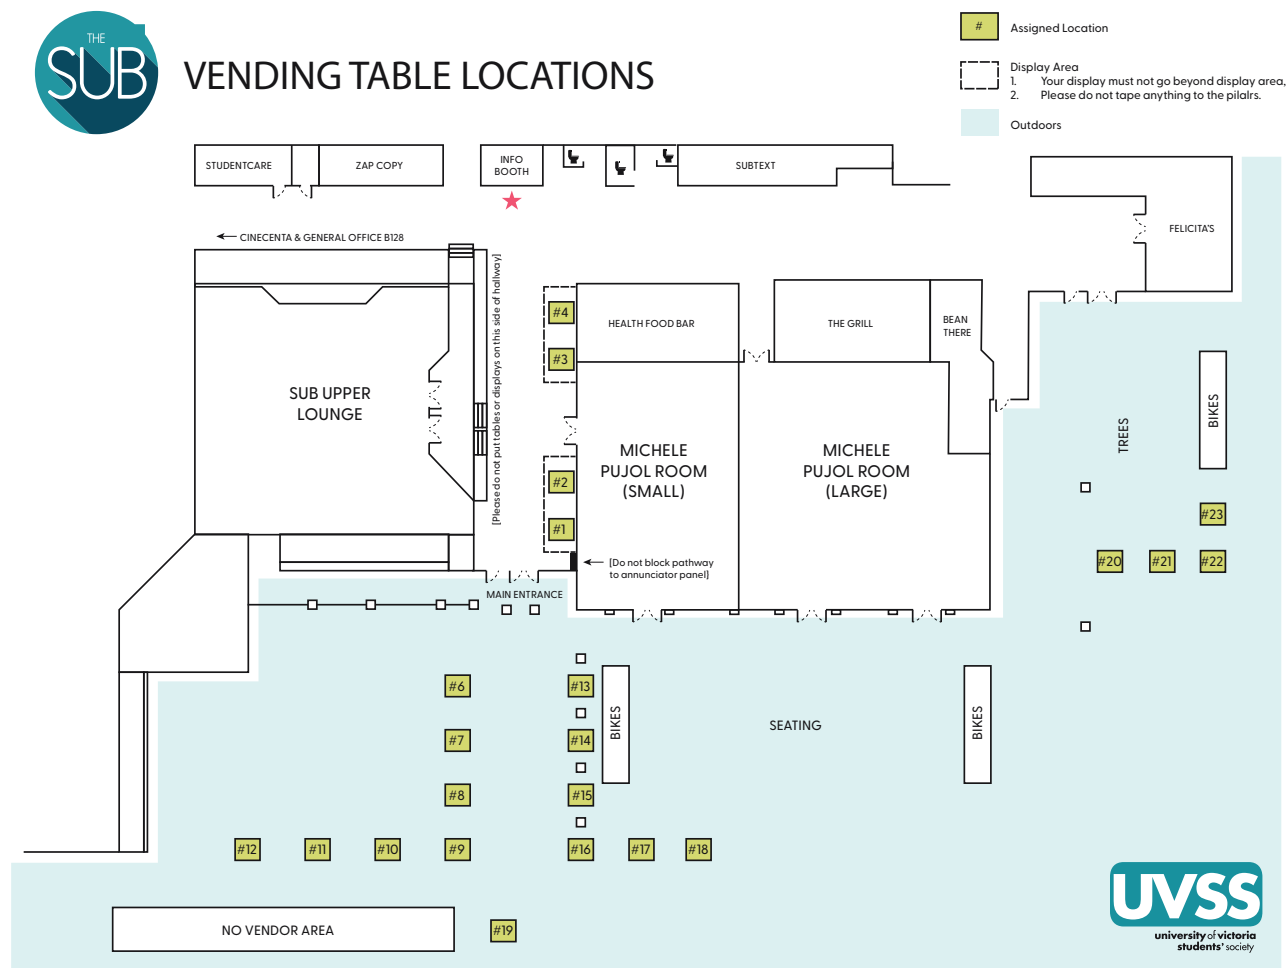 THE
SUB
VENDING TABLE LOCATIONS
# Assigned Location
Display Area
1. Your display must not go beyond display area,
2. Please do not tape anything to the pilalrs.
Outdoors
STUDENTCARE
ZAP COPY
INFO
BOOTH
SUBTEXT
FELICITA'S
CINECENTA & GENERAL OFFICE B128
[Please do not put tables or displays on this side of hallway]
#4
#3
HEALTH FOOD BAR
THE GRILL
BEAN
THERE
SUB UPPER
LOUNGE
MICHELE
PUJOL ROOM
(SMALL)
MICHELE
PUJOL ROOM
(LARGE)
TREES
BIKES
#2
#1
#23
#20
#21
#22
[Do not block pathway
to annunciator panel]
MAIN ENTRANCE
#6
#13
#7
#14
#8
#15
BIKES
SEATING
BIKES
#12
#11
#10
#9
#16
#17
#18
NO VENDOR AREA
#19
UVSS
university of victoria
students' society